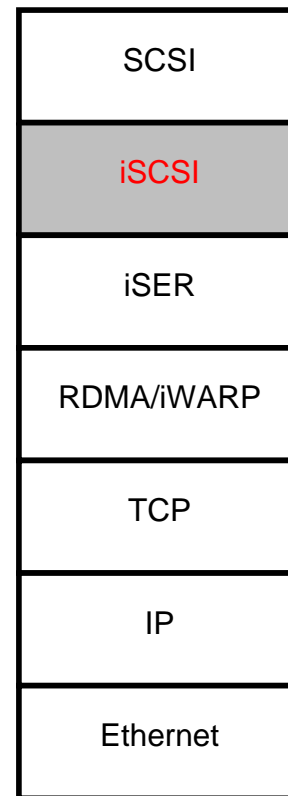 SCSI
iSCSI
iSER
RDMA/iWARP
TCP
IP
Ethernet